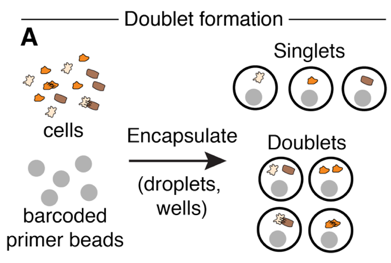 Doublet formation
A
Singlets
cells
Encapsulate
(droplets,
wells)
Doublets
barcoded
primer beads